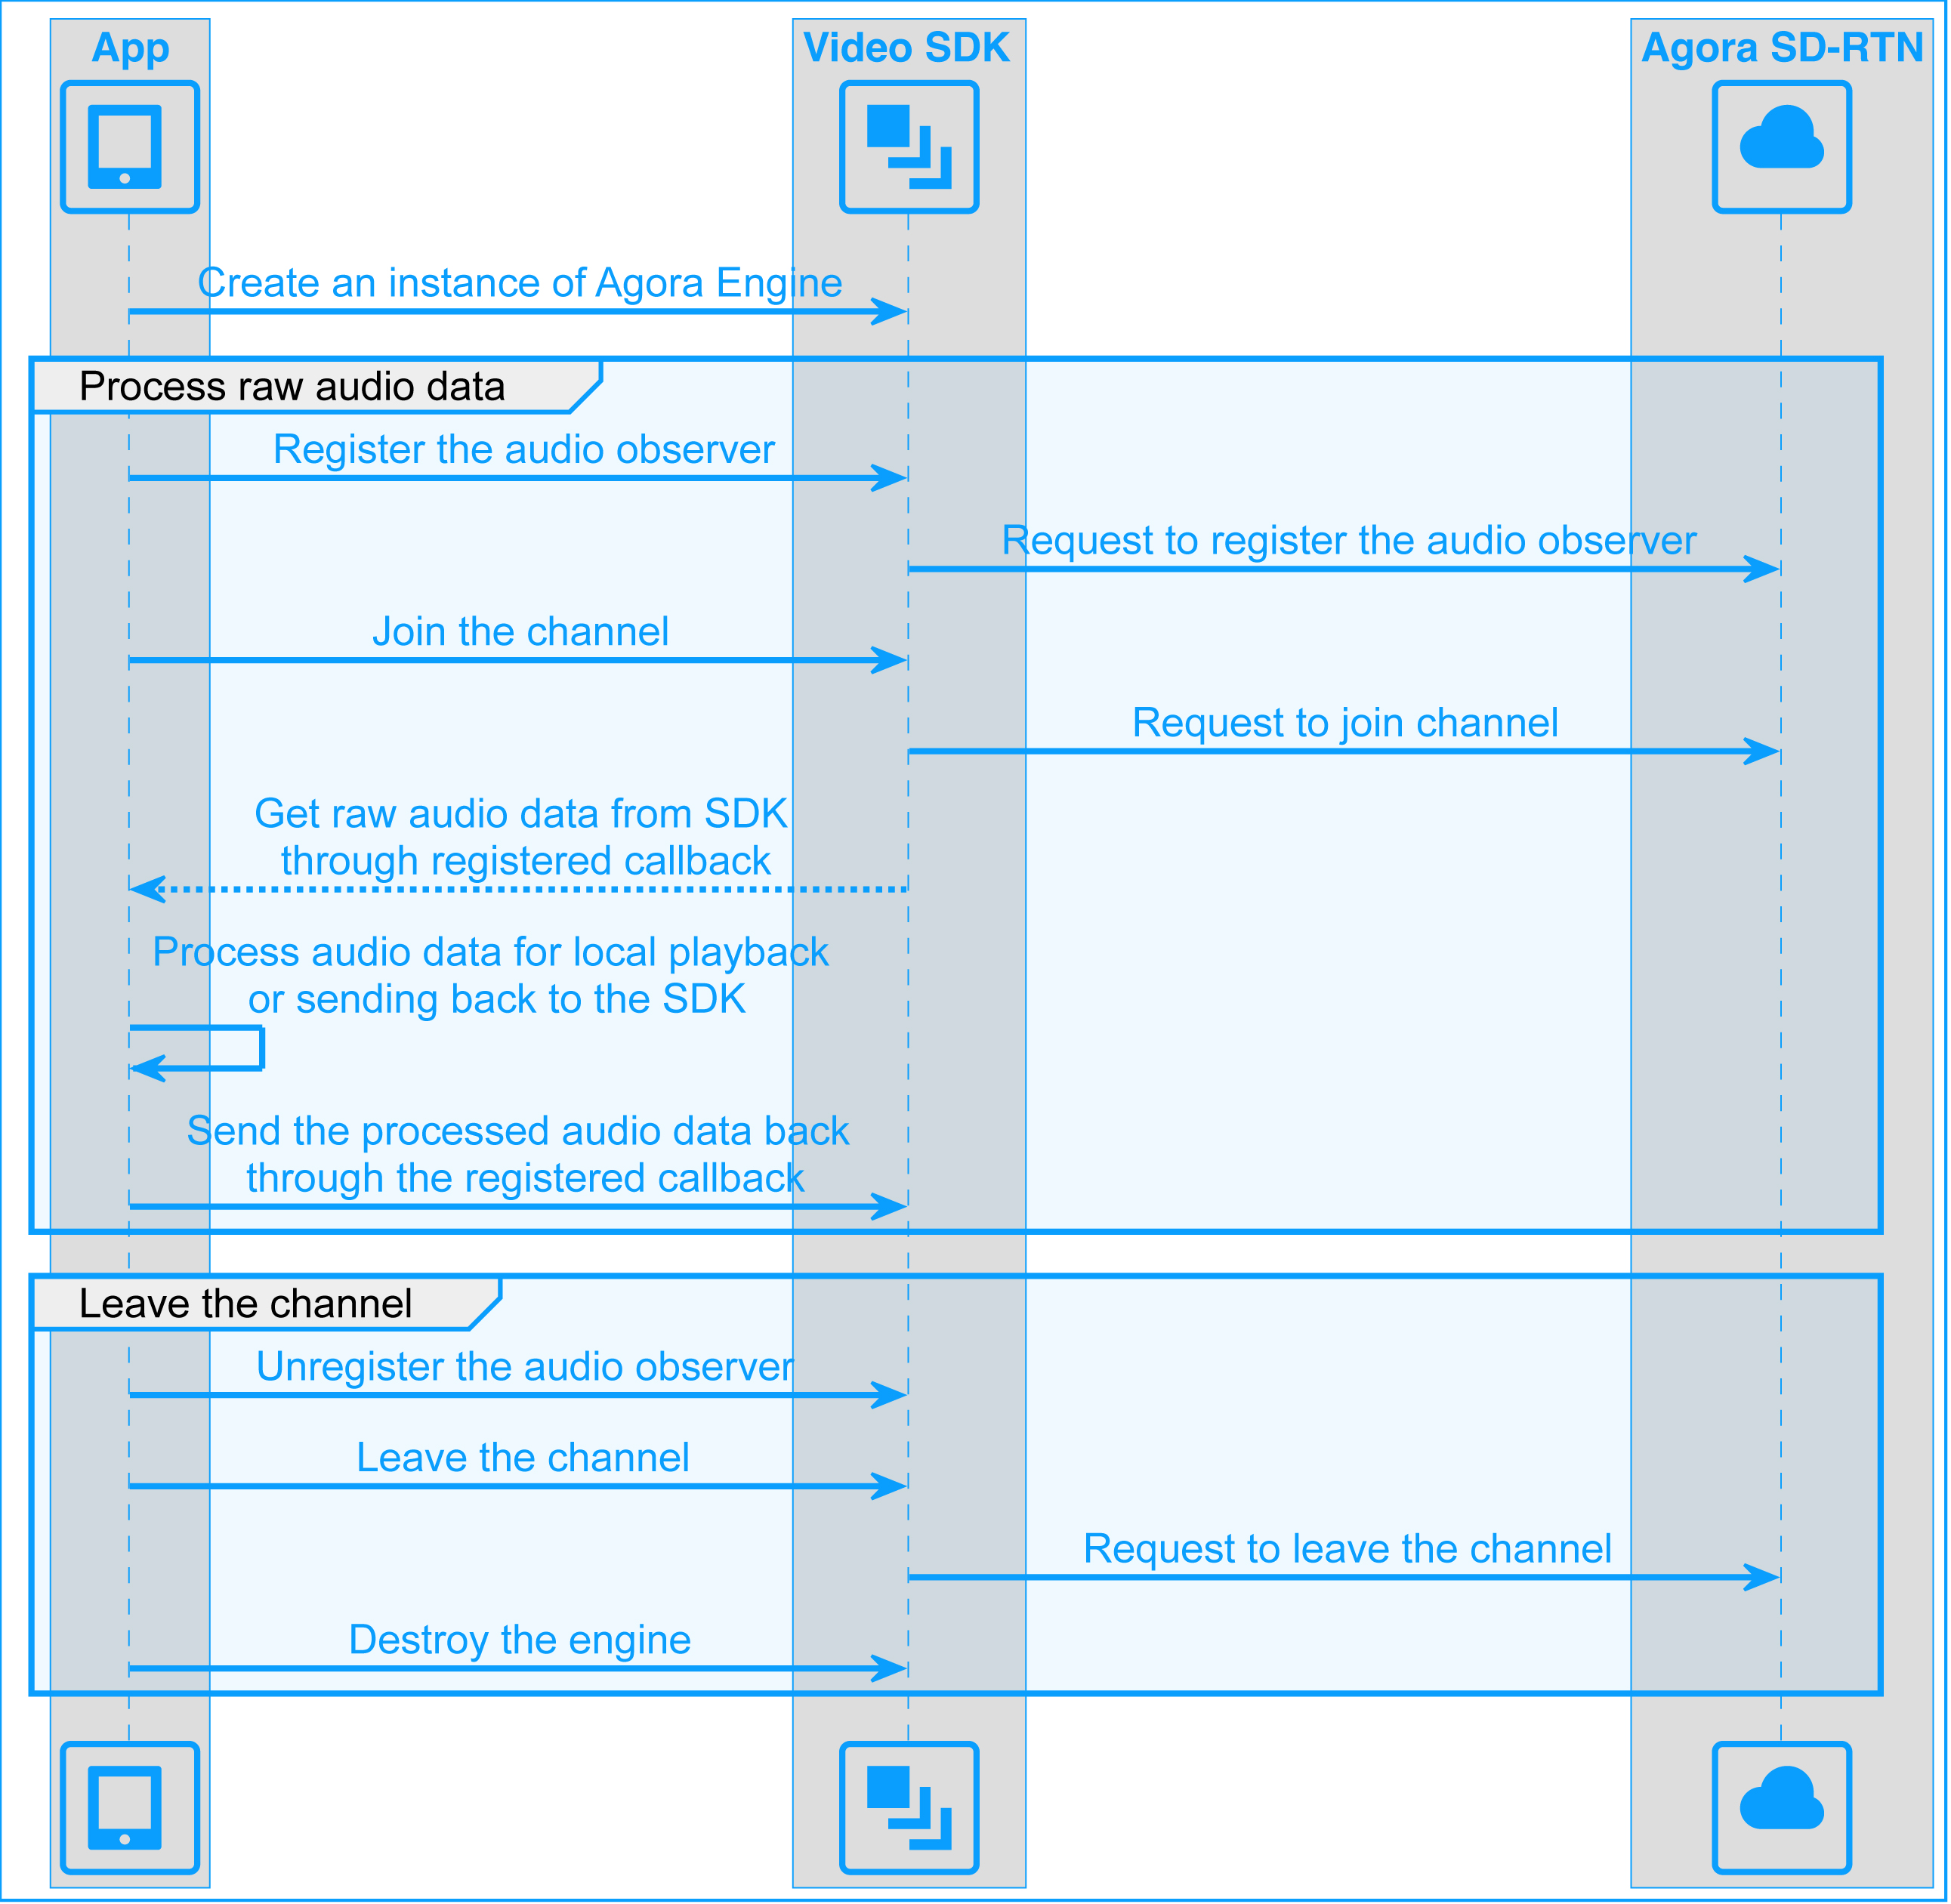 App
Video SDK
Agora SD-RTN
Create an instance of Agora Engine
Process raw audio data
Register the audio observer
Request to register the audio observer
Join the channel
Request to join channel
Get raw audio data from SDK
through registered callback
Process audio data for local playback
or sending back to the SDK
Send the processed audio data back
through the registered callback
Leave the channel
Unregister the audio observer
Leave the channel
Request to leave the channel
Destroy the engine